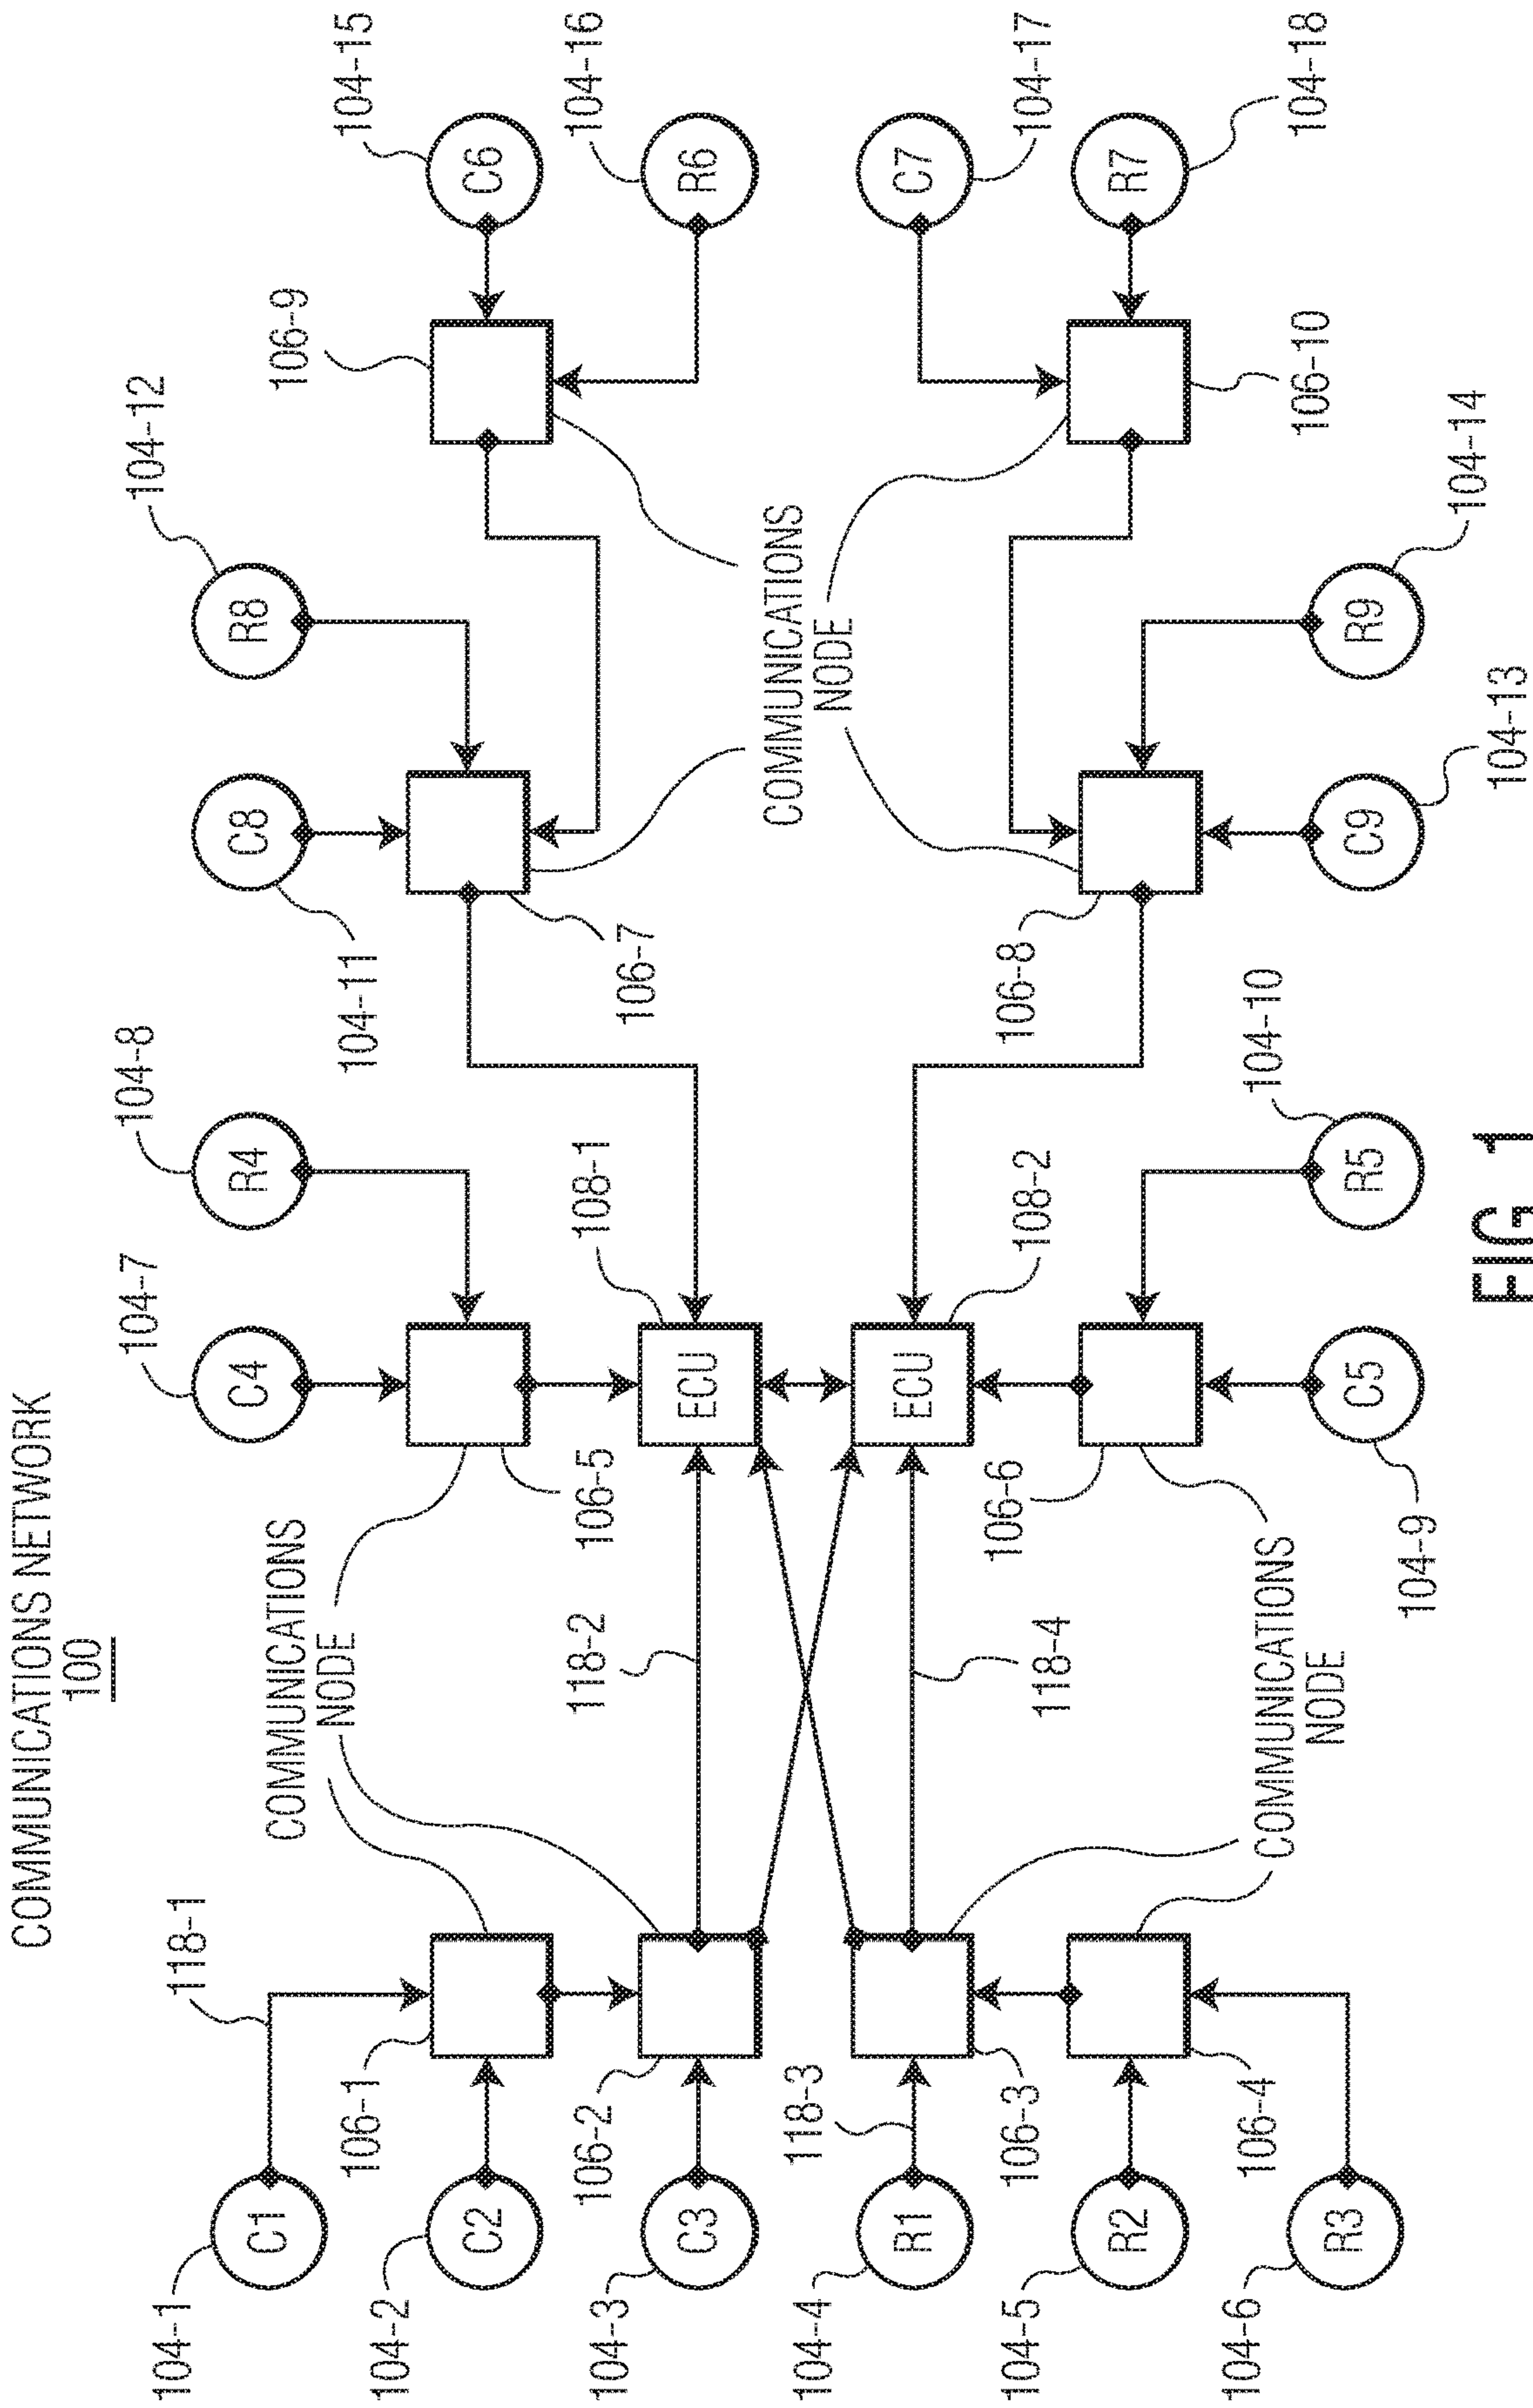 COMMUNICATIONS NETWORK
100
104-1
C1
118-1
104-2
C2
106-1
104-3
C3
106-2
104-4
R1
118-3
106-3
104-5
R2
106-4
104-6
R3
COMMUNICATIONS
NODE
118-2
118-4
COMMUNICATIONS
NODE
104-7
C4
104-8
R4
106-5
ECU
108-1
ECU
108-2
106-6
104-9
C5
104-10
R5
104-11
C8
104-12
R8
106-7
106-8
COMMUNICATIONS
NODE
C9
104-13
R9
104-14
106-9
106-10
C6
104-15
R6
104-16
C7
104-17
R7
104-18
FIG 1